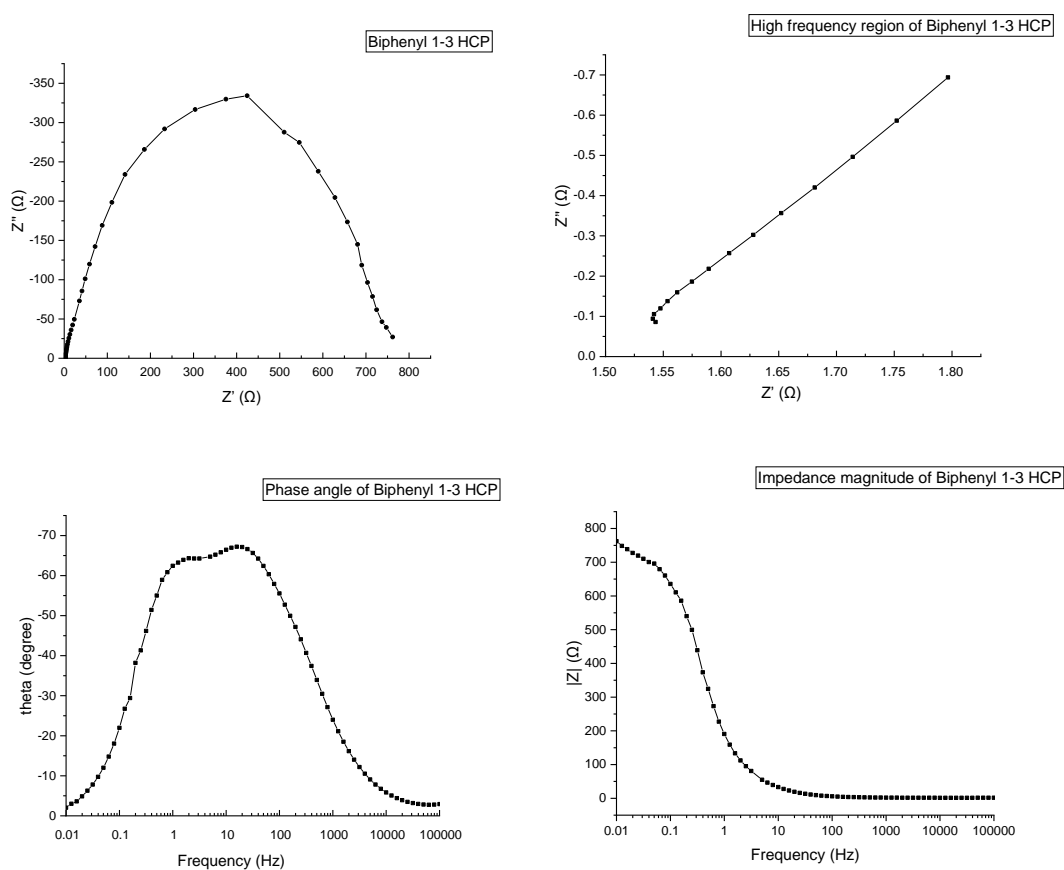 Biphenyl 1-3 HCP
-350
-300
-250
-200
-150
-100
-50
0
Z'' (Ω)
0 100 200 300 400 500 600 700 800
Z' (Ω)
High frequency region of Biphenyl 1-3 HCP
-0.7
-0.6
-0.5
-0.4
-0.3
-0.2
-0.1
0.0
Z'' (Ω)
1.50 1.55 1.60 1.65 1.70 1.75 1.80
Z' (Ω)
Phase angle of Biphenyl 1-3 HCP
-70
-60
-50
-40
-30
-20
-10
0
theta (degree)
0.01 0.1 1 10 100 1000 10000 100000
Frequency (Hz)
Impedance magnitude of Biphenyl 1-3 HCP
800
700
600
500
400
300
200
100
0
|Z| (Ω)
0.01 0.1 1 10 100 1000 10000 100000
Frequency (Hz)